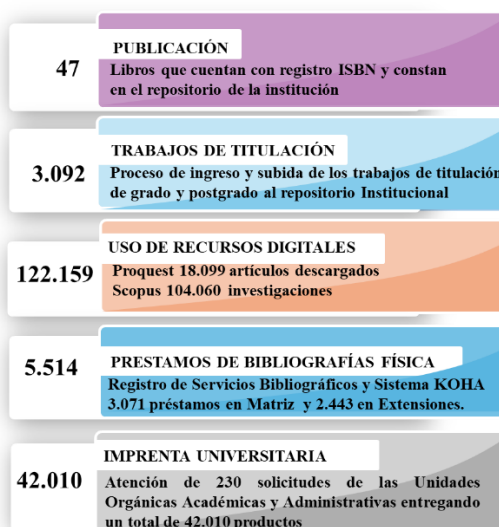 47
PUBLICACIÓN
Libros que cuentan con registro ISBN y constan
en el repositorio de la institución
3.092
TRABAJOS DE TITULACIÓN
Proceso de ingreso y subida de los trabajos de titulación
de grado y postgrado al repositorio Institucional
122.159
USO DE RECURSOS DIGITALES
Proquest 18.099 artículos descargados
Scopus 104.060 investigaciones
5.514
PRESTAMOS DE BIBLIOGRAFÍAS FÍSICA
Registro de Servicios Bibliográficos y Sistema KOHA
3.071 préstamos en Matriz y 2.443 en Extensiones.
42.010
IMPRENTA UNIVERSITARIA
Atención de 230 solicitudes de las Unidades
Orgánicas Académicas y Administrativas entregando
un total de 42.010 productos